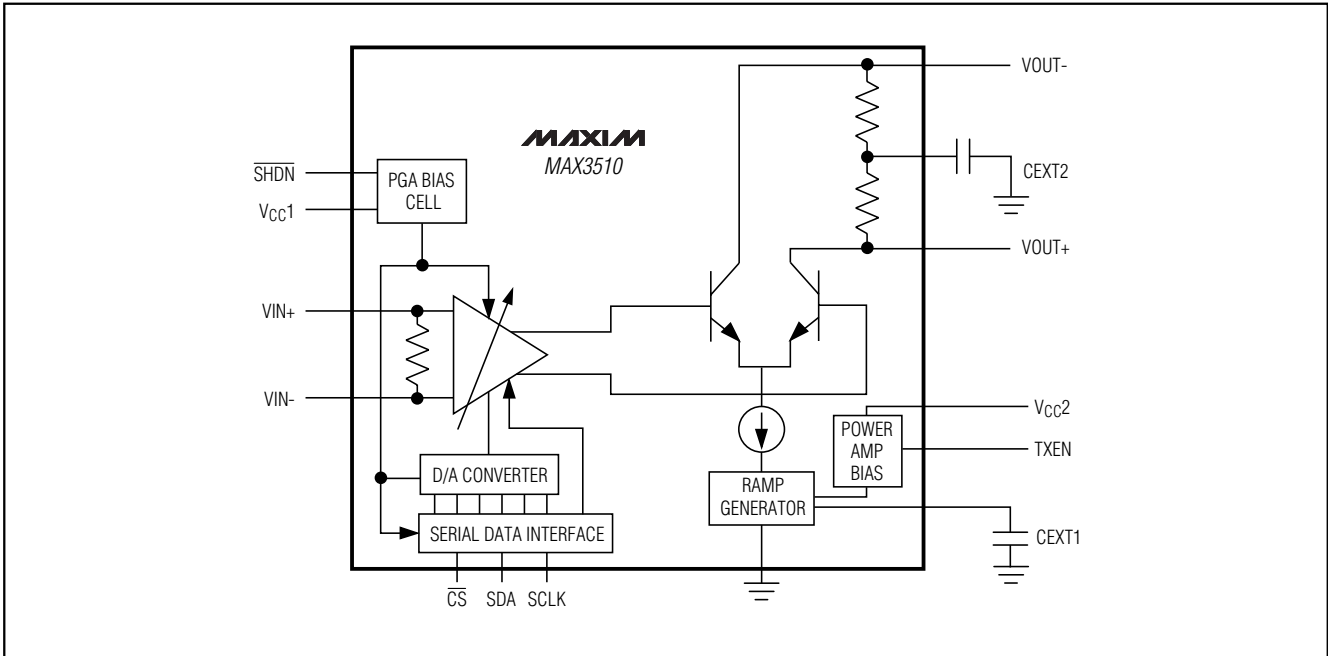 VOUT-
MAXIM
MAX3510
CEXT2
SHDN
PGA BIAS
CELL
VCC1
VOUT+
VIN+
VIN-
VCC2
POWER
AMP
BIAS
TXEN
D/A CONVERTER
RAMP
GENERATOR
SERIAL DATA INTERFACE
CEXT1
CS SDA SCLK